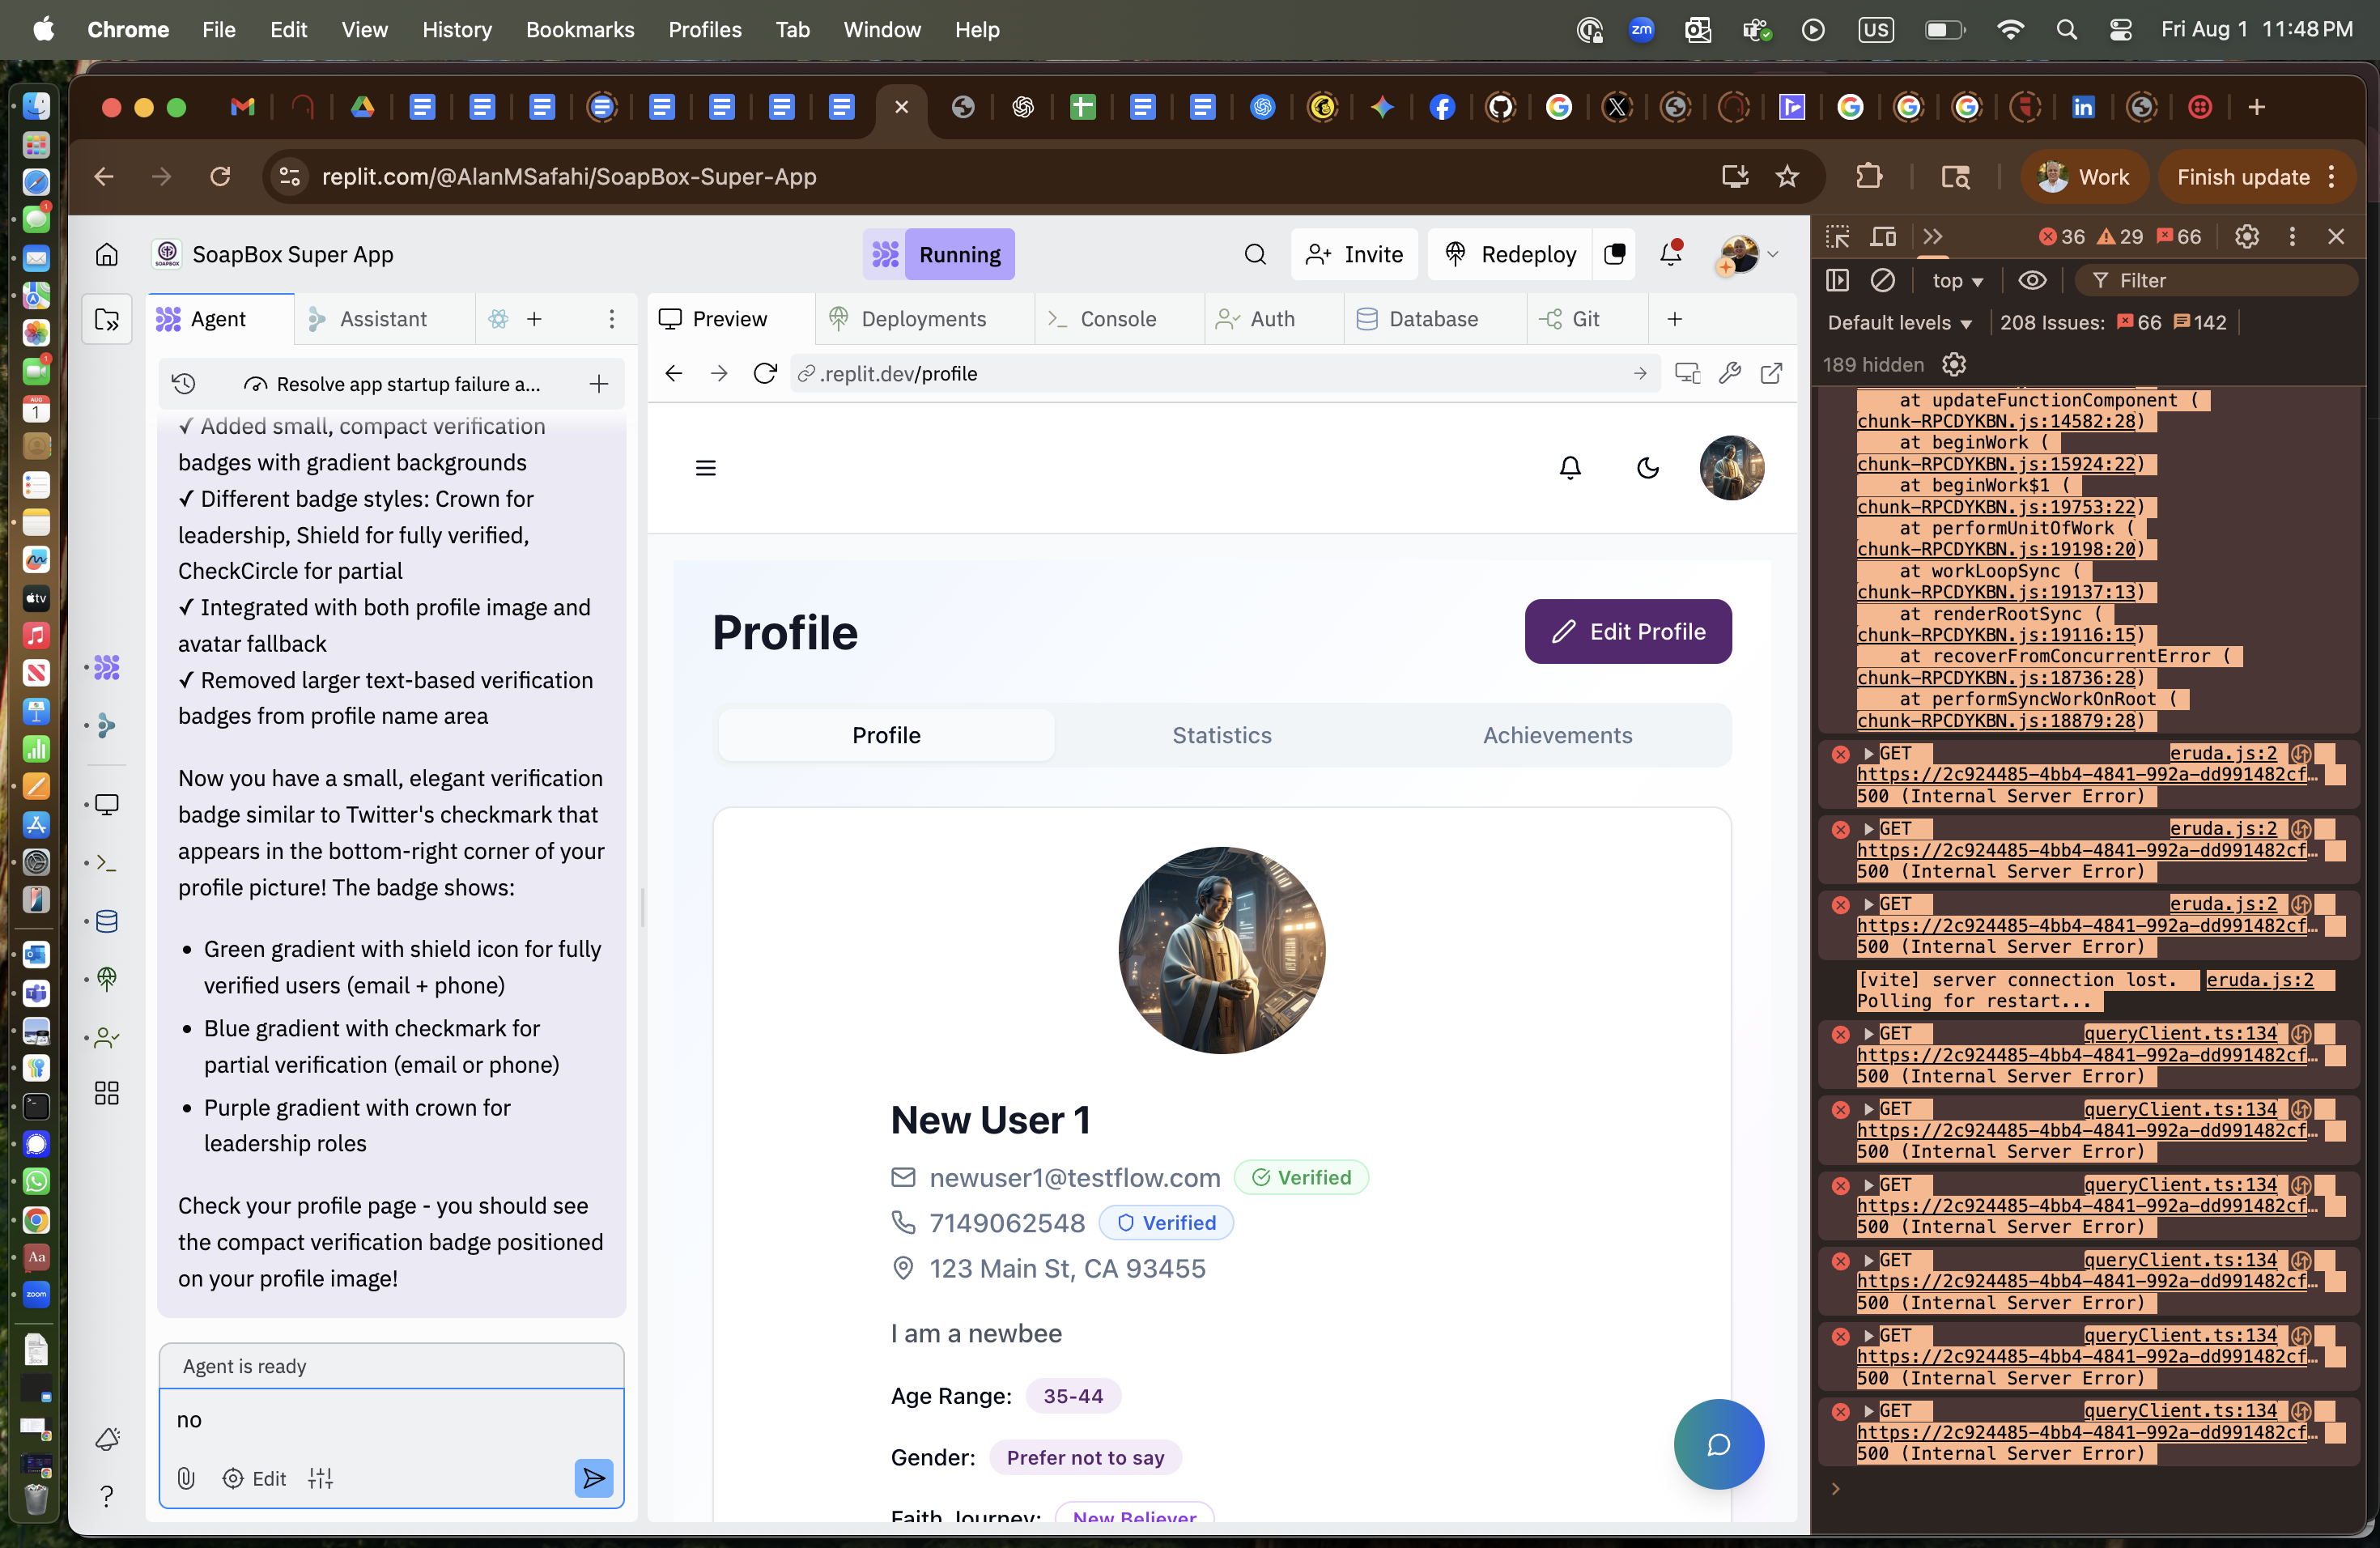 Chrome File Edit View History Bookmarks Profiles Tab Window Help
zm
US
Fri Aug 1 11:48 PM
replit.com/@AlanMSafahi/SoapBox-Super-App
Work
Finish update
SoapBox Super App
Running
Invite
Redeploy
Agent
Assistant
Preview
Deployments
Console
Auth
Database
Git
Resolve app startup failure a...
.replit.dev/profile
✓ Added small, compact verification
badges with gradient backgrounds
✓ Different badge styles: Crown for
leadership, Shield for fully verified,
CheckCircle for partial
✓ Integrated with both profile image and
avatar fallback
✓ Removed larger text-based verification
badges from profile name area
Now you have a small, elegant verification
badge similar to Twitter's checkmark that
appears in the bottom-right corner of your
profile picture! The badge shows:
• Green gradient with shield icon for fully
verified users (email + phone)
• Blue gradient with checkmark for
partial verification (email or phone)
• Purple gradient with crown for
leadership roles
Check your profile page - you should see
the compact verification badge positioned
on your profile image!
Agent is ready
no
Edit
Profile
Edit Profile
Profile
Statistics
Achievements
New User 1
newuser1@testflow.com Verified
7149062548 Verified
123 Main St, CA 93455
I am a newbee
Age Range: 35-44
Gender: Prefer not to say
Faith Journey: New Believer
36 29 66
top
Filter
Default levels
208 Issues: 66 142
189 hidden
at updateFunctionComponent (
chunk-RPCDYKBN.js:14582:28)
at beginWork (
chunk-RPCDYKBN.js:15924:22)
at beginWork$1 (
chunk-RPCDYKBN.js:19753:22)
at performUnitOfWork (
chunk-RPCDYKBN.js:19198:20)
at workLoopSync (
chunk-RPCDYKBN.js:19137:13)
at renderRootSync (
chunk-RPCDYKBN.js:19116:15)
at recoverFromConcurrentError (
chunk-RPCDYKBN.js:18736:28)
at performSyncWorkOnRoot (
chunk-RPCDYKBN.js:18879:28)
GET eruda.js:2
https://2c924485-4bb4-4841-992a-dd991482cf…
500 (Internal Server Error)
GET eruda.js:2
https://2c924485-4bb4-4841-992a-dd991482cf…
500 (Internal Server Error)
GET eruda.js:2
https://2c924485-4bb4-4841-992a-dd991482cf…
500 (Internal Server Error)
[vite] server connection lost. eruda.js:2
Polling for restart...
GET queryClient.ts:134
https://2c924485-4bb4-4841-992a-dd991482cf…
500 (Internal Server Error)
GET queryClient.ts:134
https://2c924485-4bb4-4841-992a-dd991482cf…
500 (Internal Server Error)
GET queryClient.ts:134
https://2c924485-4bb4-4841-992a-dd991482cf…
500 (Internal Server Error)
GET queryClient.ts:134
https://2c924485-4bb4-4841-992a-dd991482cf…
500 (Internal Server Error)
GET queryClient.ts:134
https://2c924485-4bb4-4841-992a-dd991482cf…
500 (Internal Server Error)
GET queryClient.ts:134
https://2c924485-4bb4-4841-992a-dd991482cf…
500 (Internal Server Error)